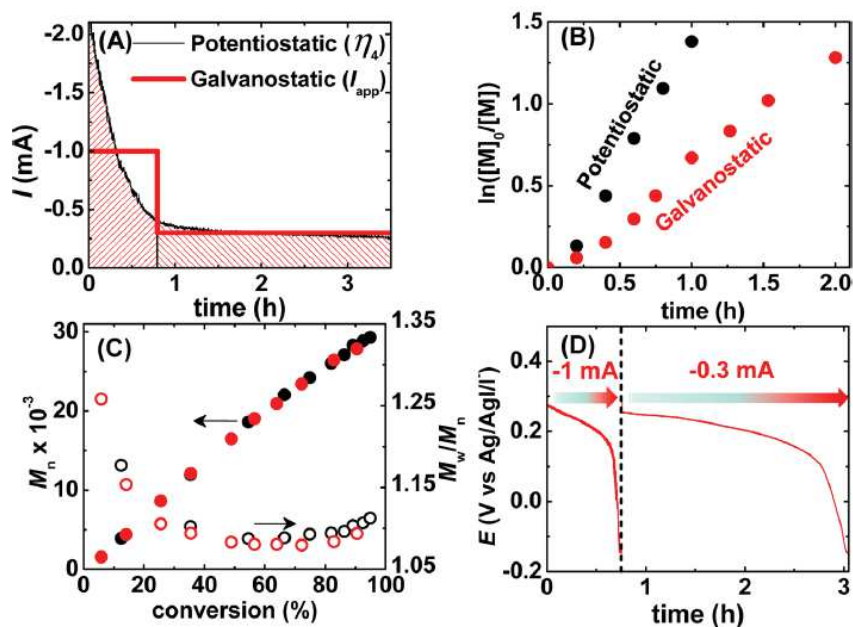 (A)
Potentiostatic (η4)
Galvanostatic (Iapp)
-2.0
-1.5
-1.0
-0.5
0.0
I (mA)
0 1 2 3
time (h)
(B)
Potentiostatic
Galvanostatic
1.5
1.0
0.5
0.0
ln([M]0/[M])
0.0 0.5 1.0 1.5 2.0
time (h)
(C)
30
20
10
5
0
Mn x 10-3
1.35
1.25
1.15
1.05
Mw/Mn
0 20 40 60 80 100
conversion (%)
(D)
-1 mA
-0.3 mA
0.4
0.2
0.0
-0.2
E (V vs Ag/AgI/I-)
0 1 2 3
time (h)